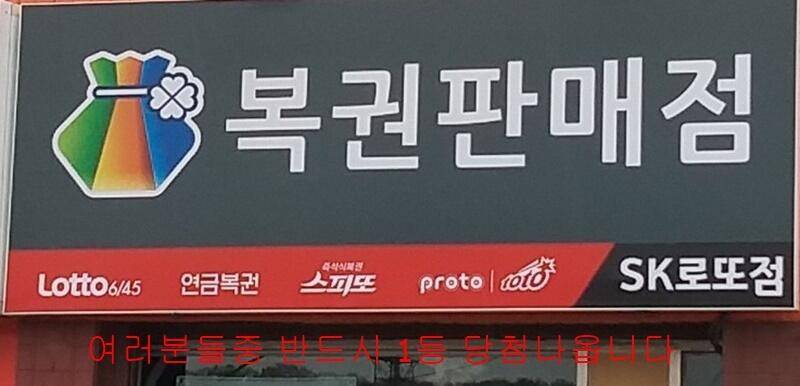 복권판매점
Lotto 6/45 연금복권 즉석식복권 스피또 proto TOTO SK로또점
여러분들중 반드시 1등 당첨나옵니다